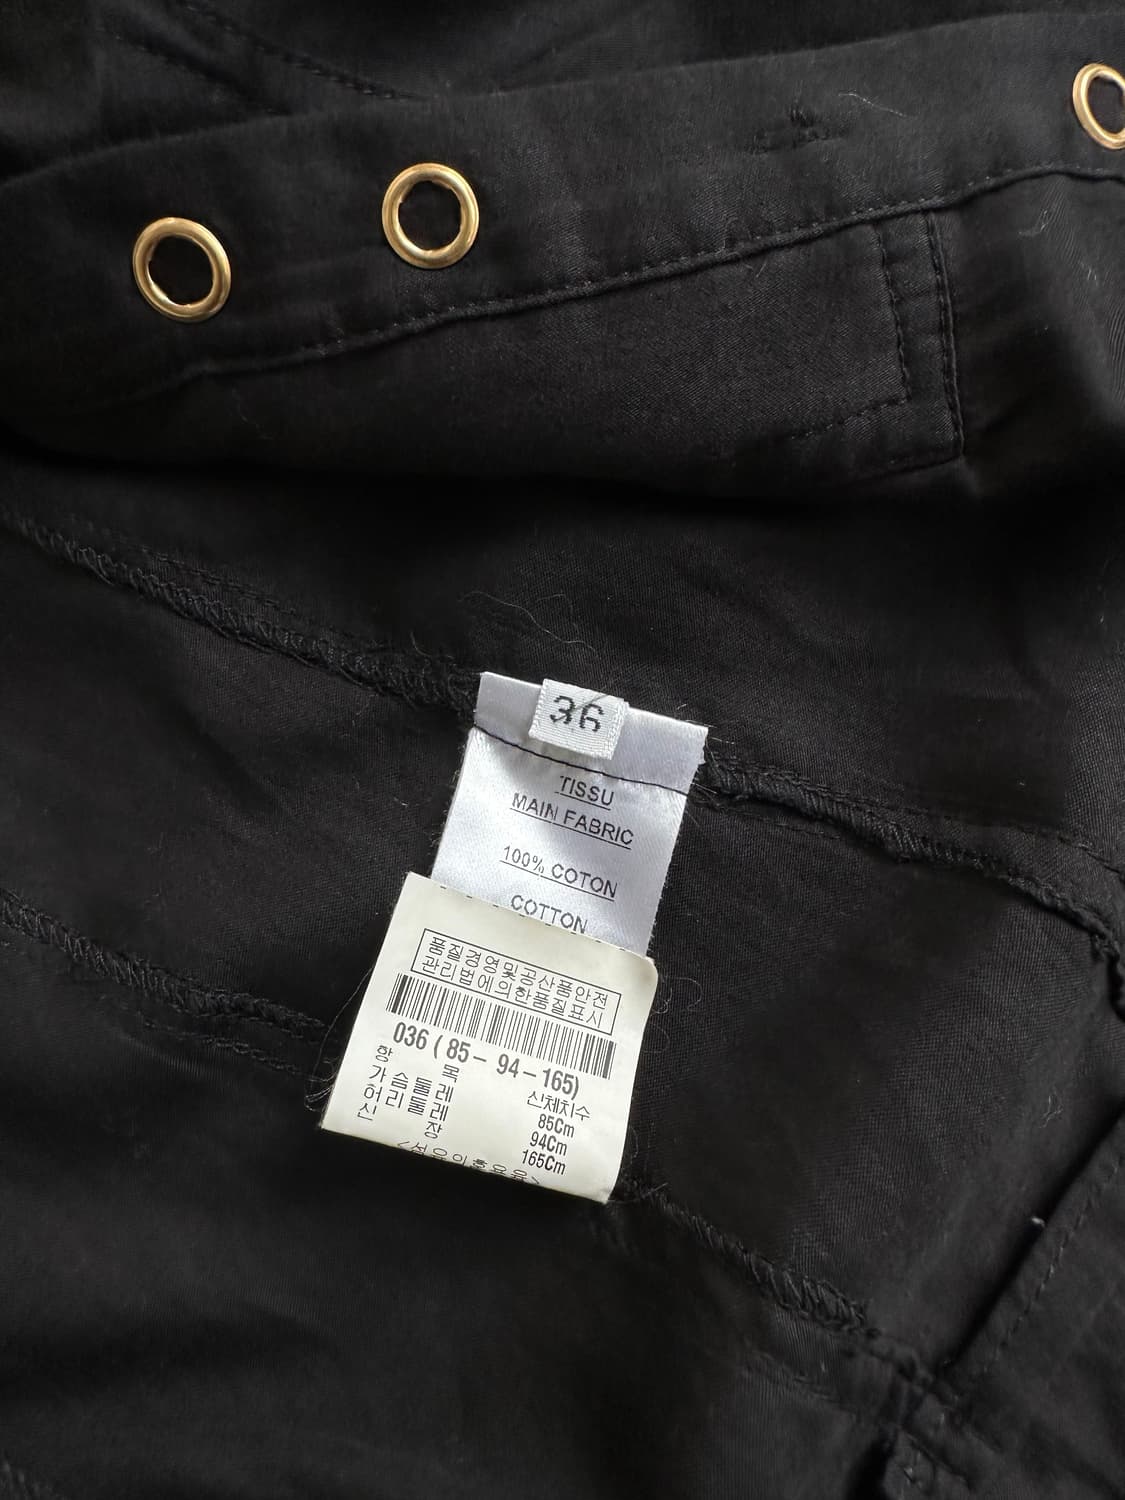 36
TISSU
MAIN FABRIC
100% COTON
COTTON
품질경영및공산품안전
관리법에의한품질표시
036 ( 85 – 94 – 165)
항 목 신체치수
가 슴 둘 레 85Cm
허 리 둘 레 94Cm
신 장 165Cm